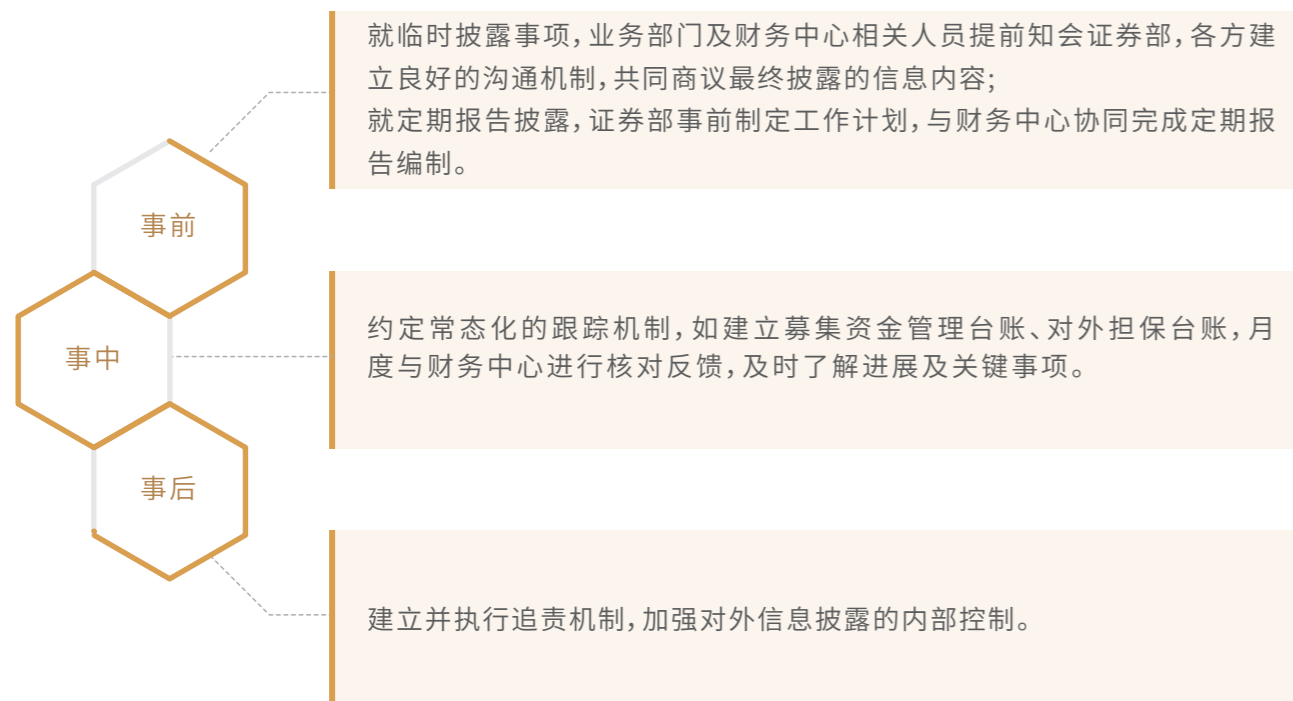 事前
就临时披露事项,业务部门及财务中心相关人员提前知会证券部,各方建
立良好的沟通机制,共同商议最终披露的信息内容;
就定期报告披露,证券部事前制定工作计划,与财务中心协同完成定期报
告编制。
事中
约定常态化的跟踪机制,如建立募集资金管理台账、对外担保台账,月
度与财务中心进行核对反馈,及时了解进展及关键事项。
事后
建立并执行追责机制,加强对外信息披露的内部控制。